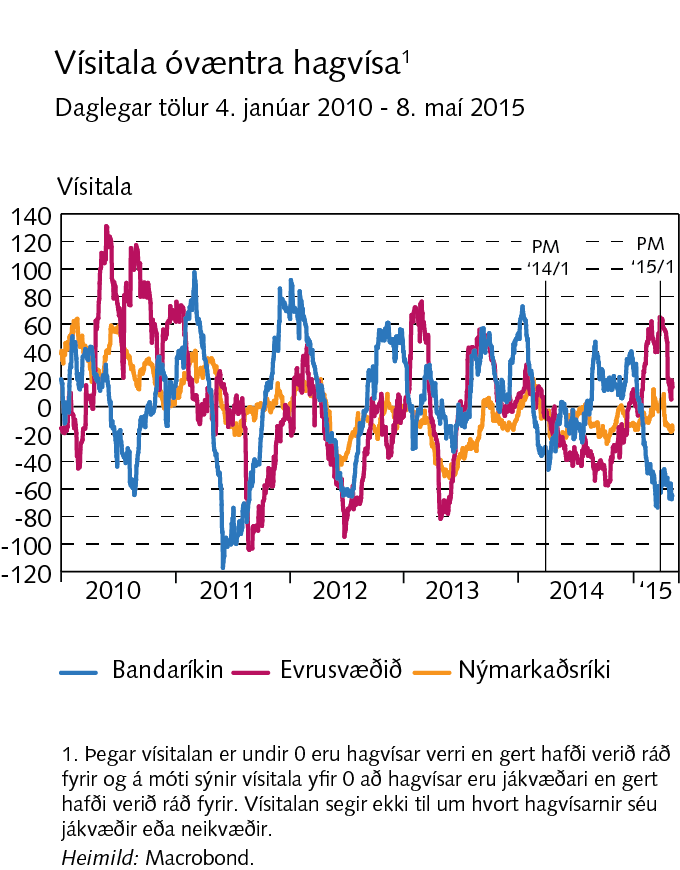 Vísitala óvæntra hagvísa¹
Daglegar tölur 4. janúar 2010 - 8. maí 2015
Vísitala
140
120
100
80
60
40
20
0
-20
-40
-60
-80
-100
-120
PM
‘14/1
PM
‘15/1
2010 2011 2012 2013 2014 ‘15
Bandaríkin Evrusvæðið Nýmarkaðsríki
1. Þegar vísitalan er undir 0 eru hagvísar verri en gert hafði verið ráð
fyrir og á móti sýnir vísitala yfir 0 að hagvísar eru jákvæðari en gert
hafði verið ráð fyrir. Vísitalan segir ekki til um hvort hagvísarnir séu
jákvæðir eða neikvæðir.
Heimild: Macrobond.